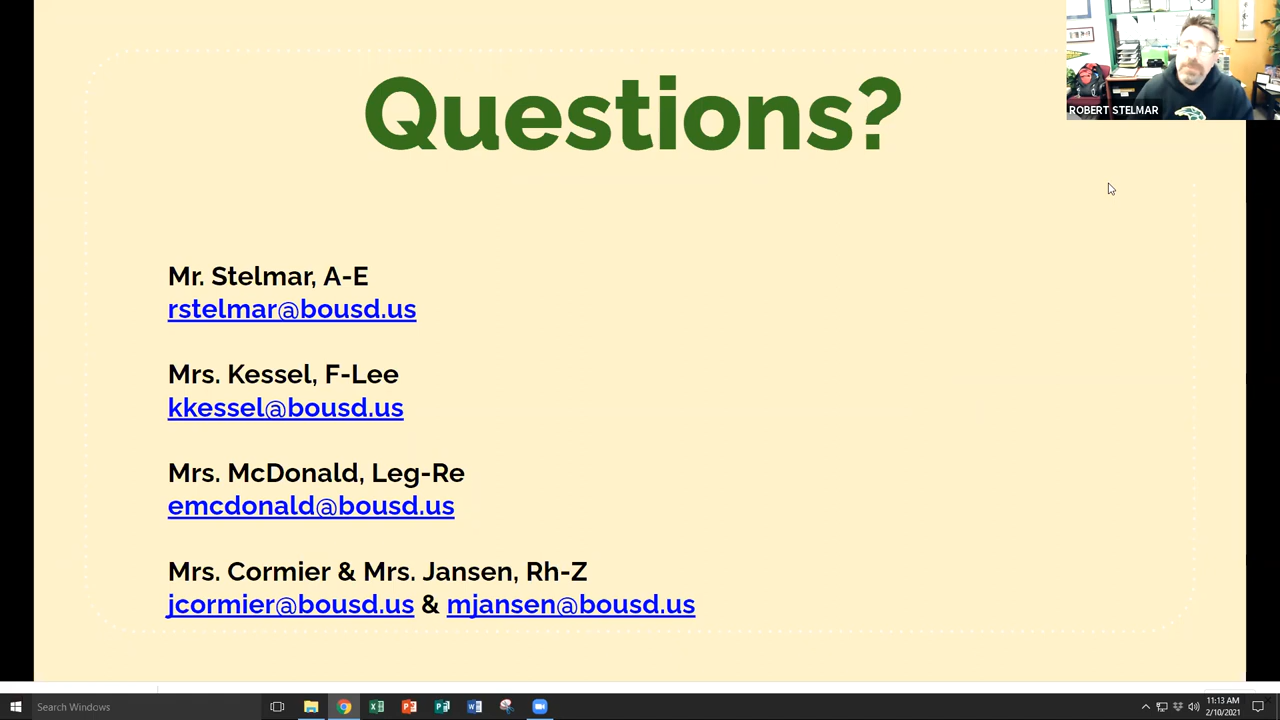 Questions?
ROBERT STELMAR
Mr. Stelmar, A-E
rstelmar@bousd.us
Mrs. Kessel, F-Lee
kkessel@bousd.us
Mrs. McDonald, Leg-Re
emcdonald@bousd.us
Mrs. Cormier & Mrs. Jansen, Rh-Z
jcormier@bousd.us & mjansen@bousd.us
Search Windows
11:13 AM
2/10/2021